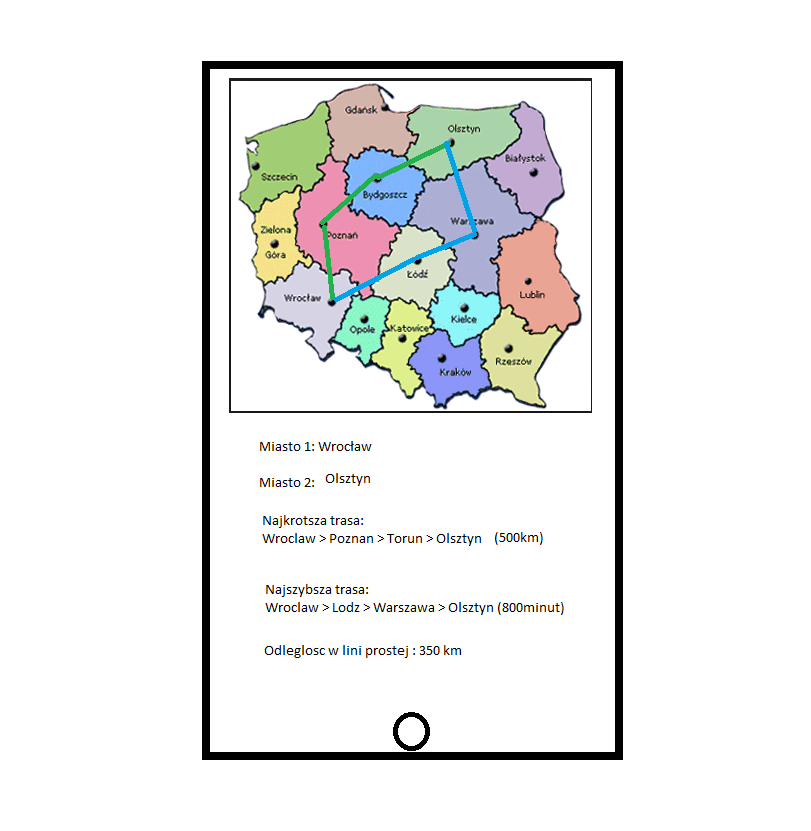 Gdańsk
Olsztyn
Szczecin
Białystok
Bydgoszcz
Zielona
Góra
Poznań
Warszawa
Łódź
Wrocław
Lublin
Opole
Katowice
Kielce
Kraków
Rzeszów
Miasto 1: Wrocław
Miasto 2: Olsztyn
Najkrotsza trasa:
Wroclaw > Poznan > Torun > Olsztyn (500km)
Najszybsza trasa:
Wroclaw > Lodz > Warszawa > Olsztyn (800minut)
Odleglosc w lini prostej : 350 km